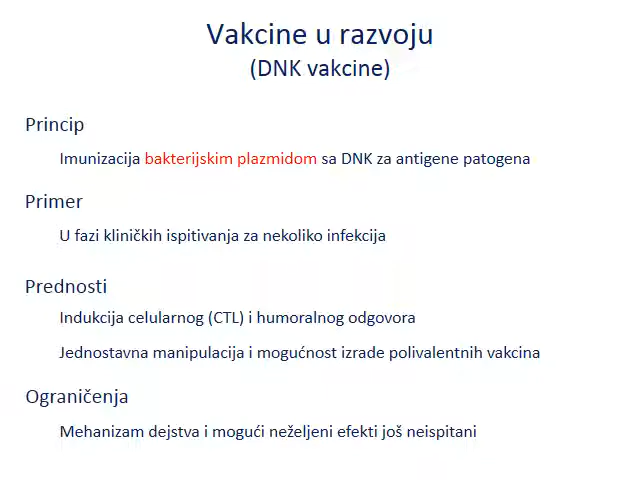 Vakcine u razvoju
(DNK vakcine)
Princip
Imunizacija bakterijskim plazmidom sa DNK za antigene patogena
Primer
U fazi kliničkih ispitivanja za nekoliko infekcija
Prednosti
Indukcija celularnog (CTL) i humoralnog odgovora
Jednostavna manipulacija i mogućnost izrade polivalentnih vakcina
Ograničenja
Mehanizam dejstva i mogući neželjeni efekti još neispitani